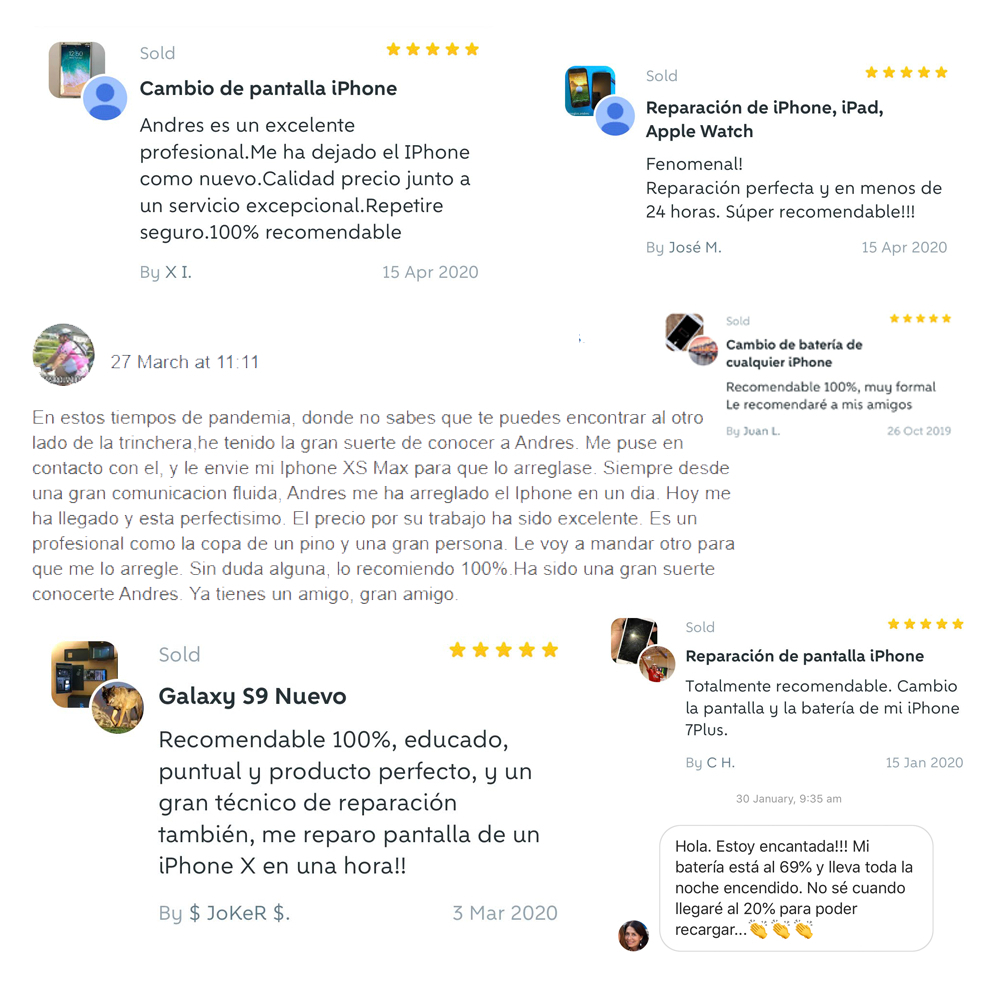 Sold
Cambio de pantalla iPhone
Andres es un excelente
profesional.Me ha dejado el IPhone
como nuevo.Calidad precio junto a
un servicio excepcional.Repetire
seguro.100% recomendable
By X I.
15 Apr 2020
Sold
Reparación de iPhone, iPad,
Apple Watch
Fenomenal!
Reparación perfecta y en menos de
24 horas. Súper recomendable!!!
By José M.
15 Apr 2020
27 March at 11:11
En estos tiempos de pandemia, donde no sabes que te puedes encontrar al otro
lado de la trinchera,he tenido la gran suerte de conocer a Andres. Me puse en
contacto con el, y le envie mi Iphone XS Max para que lo arreglase. Siempre desde
una gran comunicacion fluida, Andres me ha arreglado el Iphone en un dia. Hoy me
ha llegado y esta perfectisimo. El precio por su trabajo ha sido excelente. Es un
profesional como la copa de un pino y una gran persona. Le voy a mandar otro para
que me lo arregle. Sin duda alguna, lo recomiendo 100%.Ha sido una gran suerte
conocerte Andres. Ya tienes un amigo, gran amigo.
Sold
Cambio de batería de
cualquier iPhone
Recomendable 100%, muy formal
Le recomendaré a mis amigos
By Juan L.
26 Oct 2019
Sold
Galaxy S9 Nuevo
Recomendable 100%, educado,
puntual y producto perfecto, y un
gran técnico de reparación
también, me reparo pantalla de un
iPhone X en una hora!!
By $ JoKeR $.
3 Mar 2020
Sold
Reparación de pantalla iPhone
Totalmente recomendable. Cambio
la pantalla y la batería de mi iPhone
7Plus.
By C H.
15 Jan 2020
30 January, 9:35 am
Hola. Estoy encantada!!! Mi
batería está al 69% y lleva toda la
noche encendido. No sé cuando
llegaré al 20% para poder
recargar...👏👏👏